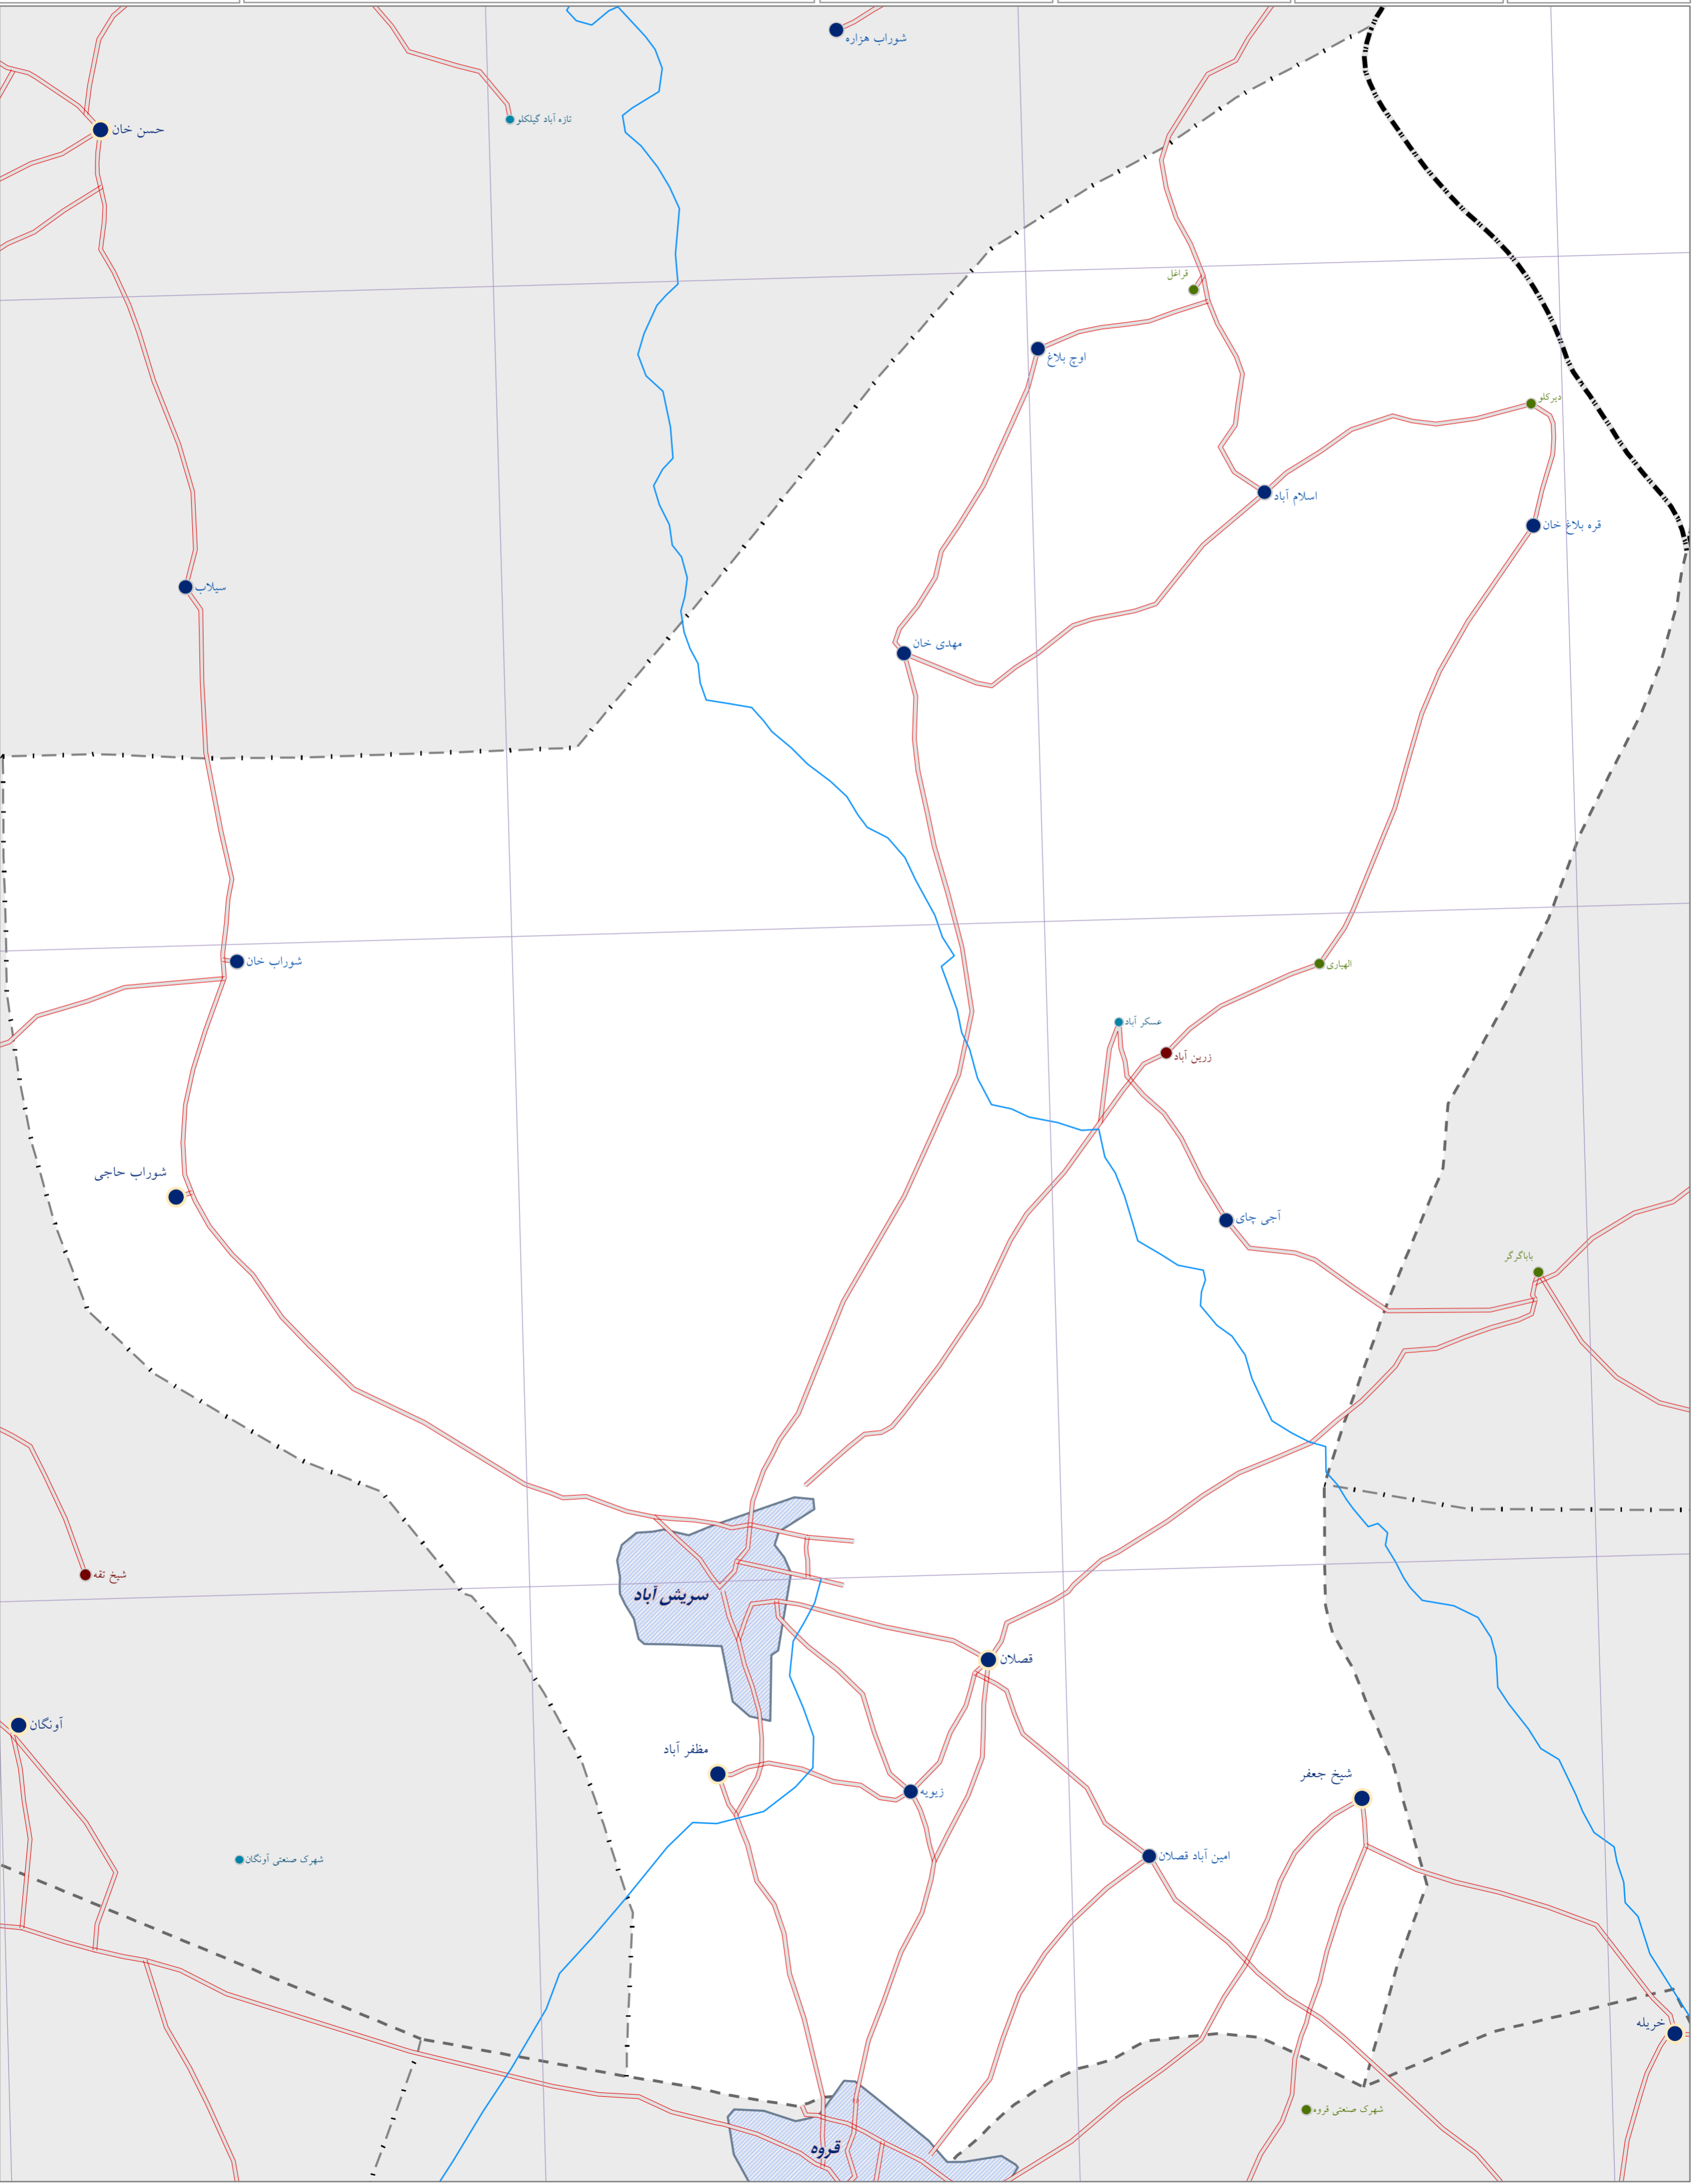 شوراب هزاره
تازه آباد گیلکلو
حسن خان
قراغل
اوچ بلاغ
دیرکلو
اسلام آباد
قره بلاغ خان
سیلاب
مهدی خان
شوراب خان
الهیاری
عسکر آباد
زرین آباد
شوراب حاجی
آجی چای
باباگرگر
شیخ تقه
سریش آباد
قصلان
آونگان
مظفر آباد
شیخ جعفر
زیویه
امین آباد قصلان
شهرک صنعتی آونگان
خریله
شهرک صنعتی قروه
قروه